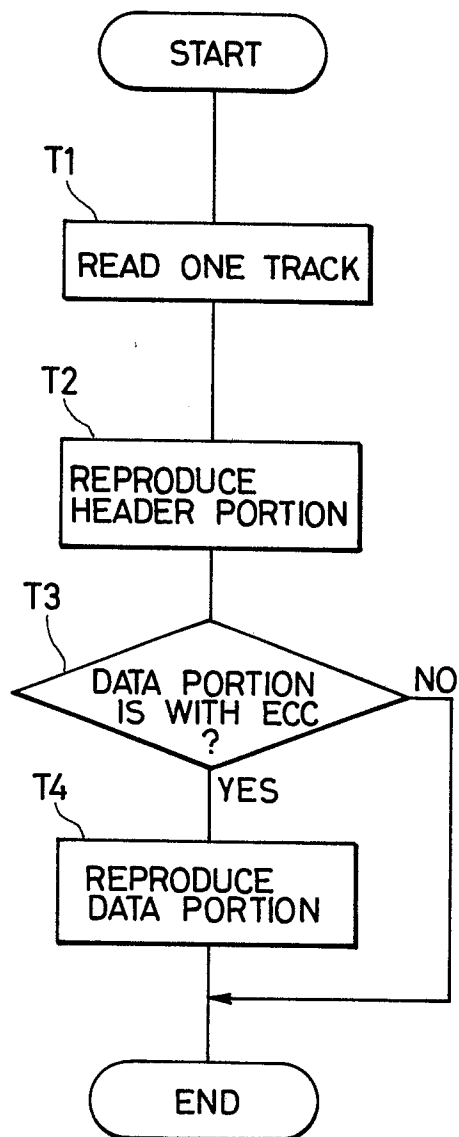 START
T1
READ ONE TRACK
T2
REPRODUCE
HEADER PORTION
T3
DATA PORTION
IS WITH ECC
?
NO
YES
T4
REPRODUCE
DATA PORTION
END